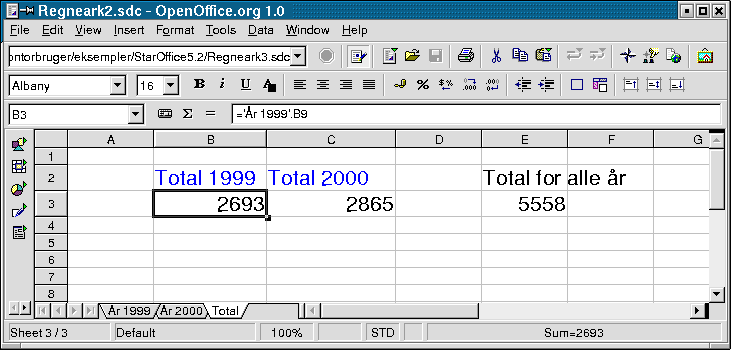 Regneark2.sdc - OpenOffice.org 1.0
File Edit View Insert Format Tools Data Window Help
ontorbruger/eksempler/StarOffice5.2/Regneark3.sdc
Albany 16 B i U A
B3 Σ = ='År 1999'.B9
A B C D E F G
1
2 Total 1999 Total 2000 Total for alle år
3 2693 2865 5558
4
5
6
7
8
År 1999 År 2000 Total
Sheet 3 / 3 Default 100% STD Sum=2693